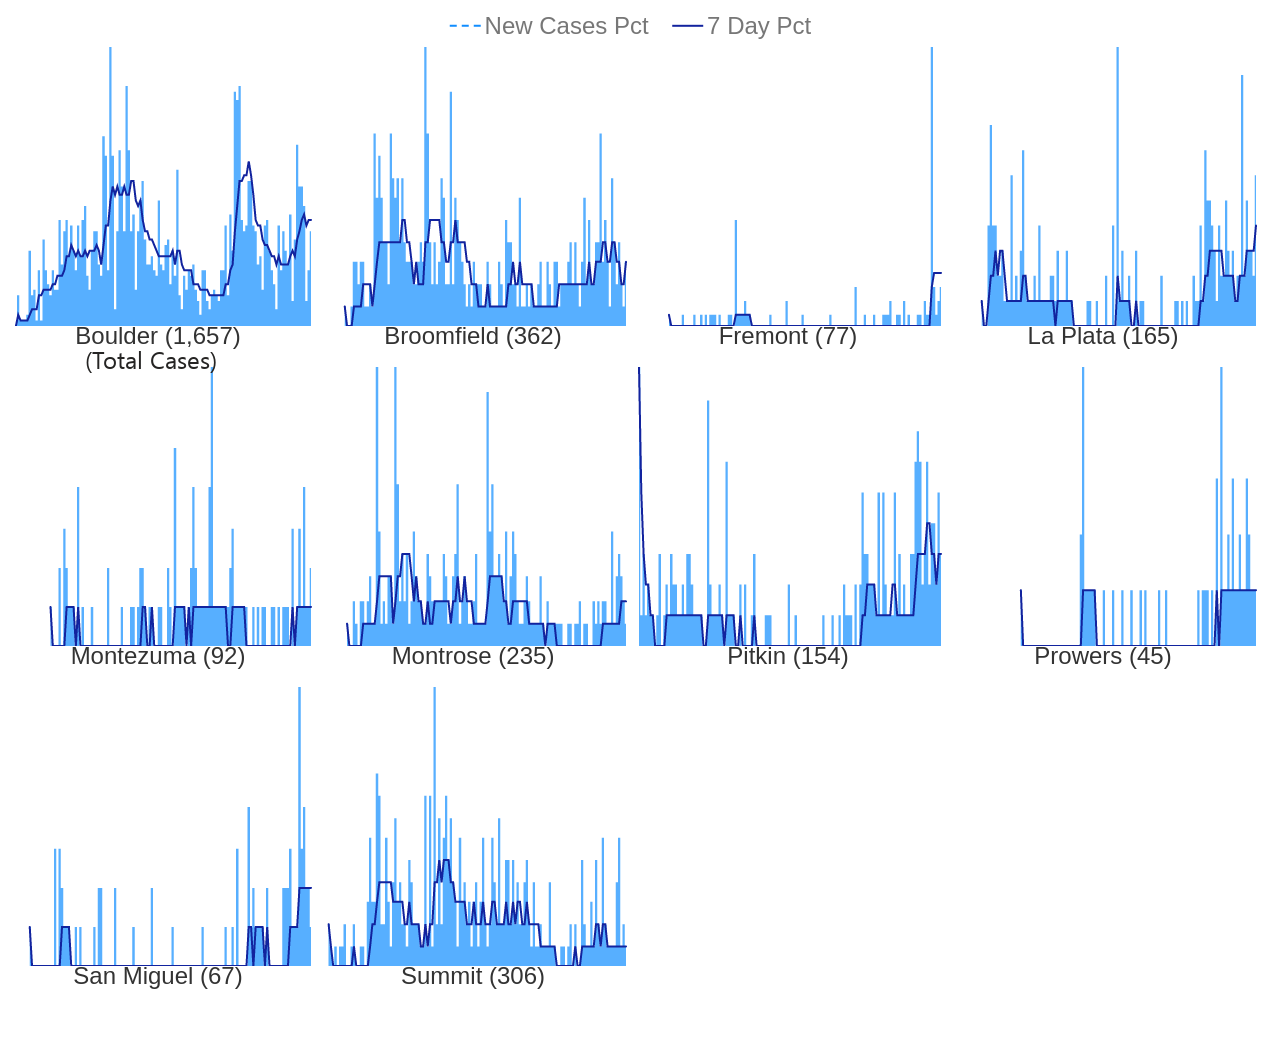 New Cases Pct 7 Day Pct
Boulder (1,657) Broomfield (362) Fremont (77) La Plata (165)
(Total Cases)
Montezuma (92) Montrose (235) Pitkin (154) Prowers (45)
San Miguel (67) Summit (306)